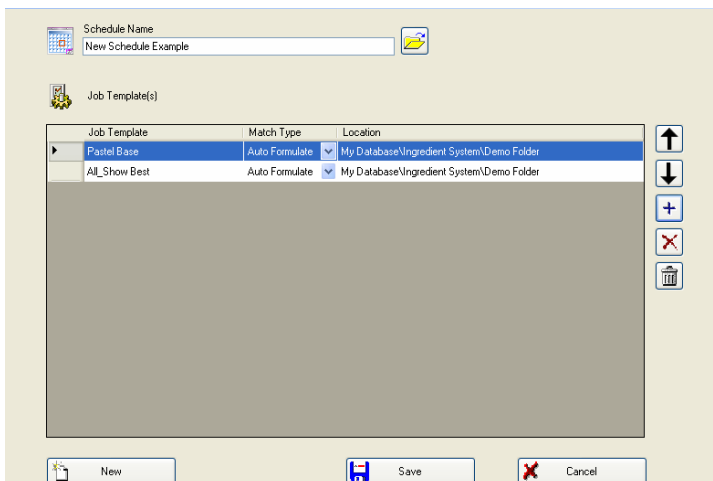 Schedule Name
New Schedule Example
Job Template(s)
Job Template Match Type Location
Pastel Base Auto Formulate My Database\Ingredient System\Demo Folder
All_Show Best Auto Formulate My Database\Ingredient System\Demo Folder
New Save Cancel